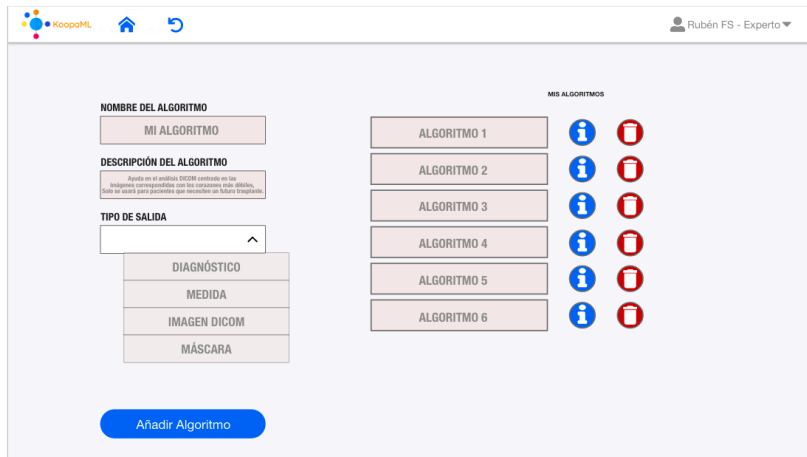 KoopaML
Rubén FS - Experto
NOMBRE DEL ALGORITMO
MI ALGORITMO
DESCRIPCIÓN DEL ALGORITMO
Ayuda en el análisis DICOM centrado en las
imágenes correspondidas con los corazones más débiles,
Solo se usará para pacientes que necesiten un futuro trasplante.
TIPO DE SALIDA
DIAGNÓSTICO
MEDIDA
IMAGEN DICOM
MÁSCARA
Añadir Algoritmo
MIS ALGORITMOS
ALGORITMO 1
ALGORITMO 2
ALGORITMO 3
ALGORITMO 4
ALGORITMO 5
ALGORITMO 6